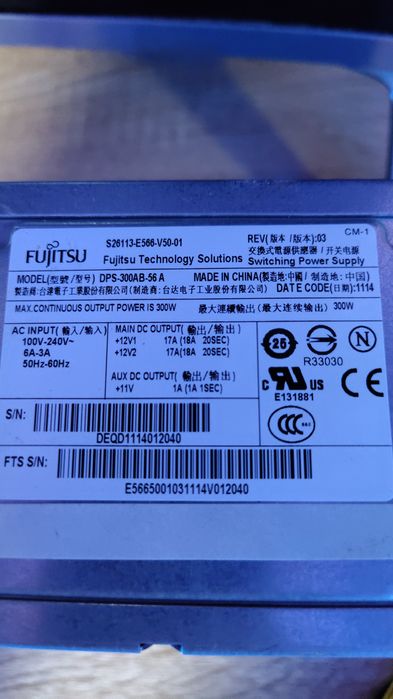 FUJITSU
S26113-E566-V50-01
Fujitsu Technology Solutions
REV(版本 /版本):03
CM-1
交換式電源供應器 / 开关电源
Switching Power Supply
MODEL(型號/型号) DPS-300AB-56 A
MADE IN CHINA(製造地:中國/ 制造地: 中国)
製造商:台達電子工業股份有限公司(制造商: 台达电子工业股份有限公司) DATE CODE(日期):1114
MAX.CONTINUOUS OUTPUT POWER IS 300W 最大連續輸出 (最大连续输出) 300W
AC INPUT( 輸入/输入)
100V-240V~
6A-3A
50Hz-60Hz
MAIN DC OUTPUT( 輸出/输出)
+12V1 17A (18A 20SEC)
+12V2 17A(18A 20SEC)
AUX DC OUTPUT( 輸出/输出)
+11V 1A (1A 1SEC)
25
N
R33030
C UR US
CE
E131881
CCC
S/N:
DEQD1114012040
FTS S/N:
E5665001031114V012040